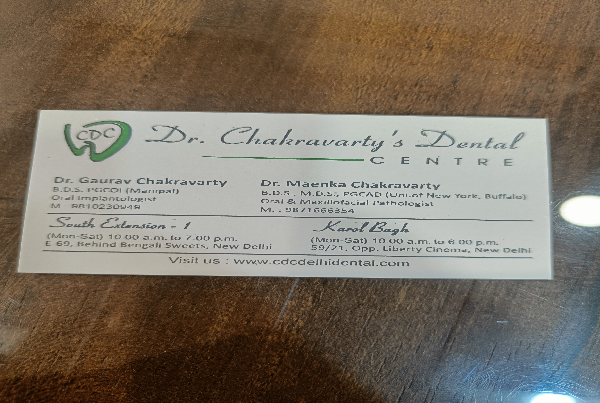 CDC
Dr. Chakravarty's Dental
CENTRE
Dr. Gaurav Chakravarty
B.D.S. PGCOI (Manipal)
Oral Implantologist
Dr. Maenka Chakravarty
B.D.S., M.D.S., PGCAD (Uni.of New York, Buffalo)
Oral & Maxillofacial Pathologist
M. : 9871666354
South Extension - 1
(Mon-Sat) 10.00 a.m. to 7.00 p.m.
E 69, Behind Bengali Sweets, New Delhi
Karol Bagh
(Mon-Sat) 10.00 a.m. to 6.00 p.m.
59/21, Opp. Liberty Cinema, New Delhi
Visit us : www.cdcdelhidental.com